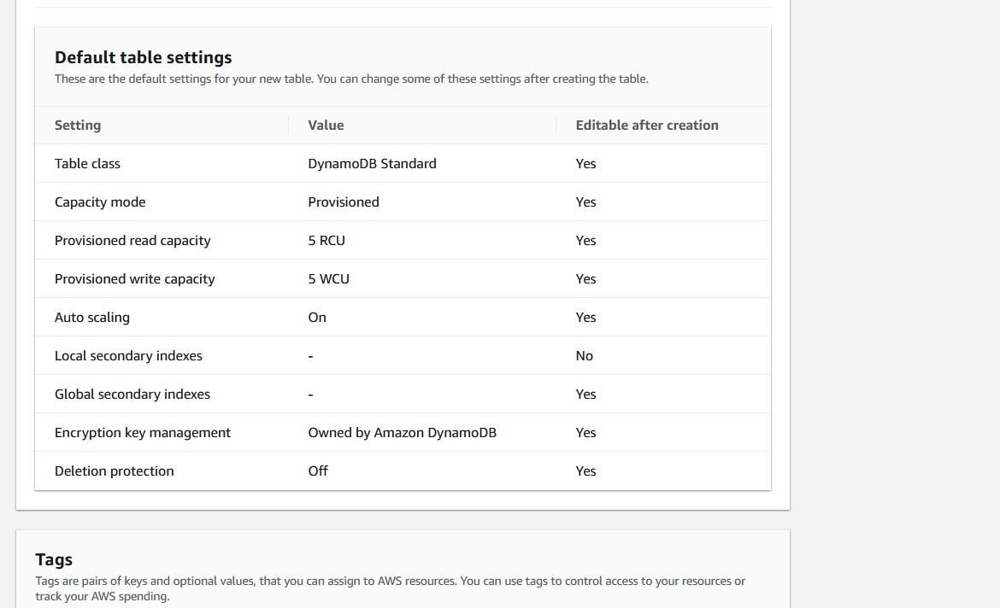 Default table settings
These are the default settings for your new table. You can change some of these settings after creating the table.
Setting Value Editable after creation
Table class DynamoDB Standard Yes
Capacity mode Provisioned Yes
Provisioned read capacity 5 RCU Yes
Provisioned write capacity 5 WCU Yes
Auto scaling On Yes
Local secondary indexes - No
Global secondary indexes - Yes
Encryption key management Owned by Amazon DynamoDB Yes
Deletion protection Off Yes
Tags
Tags are pairs of keys and optional values, that you can assign to AWS resources. You can use tags to control access to your resources or
track your AWS spending.